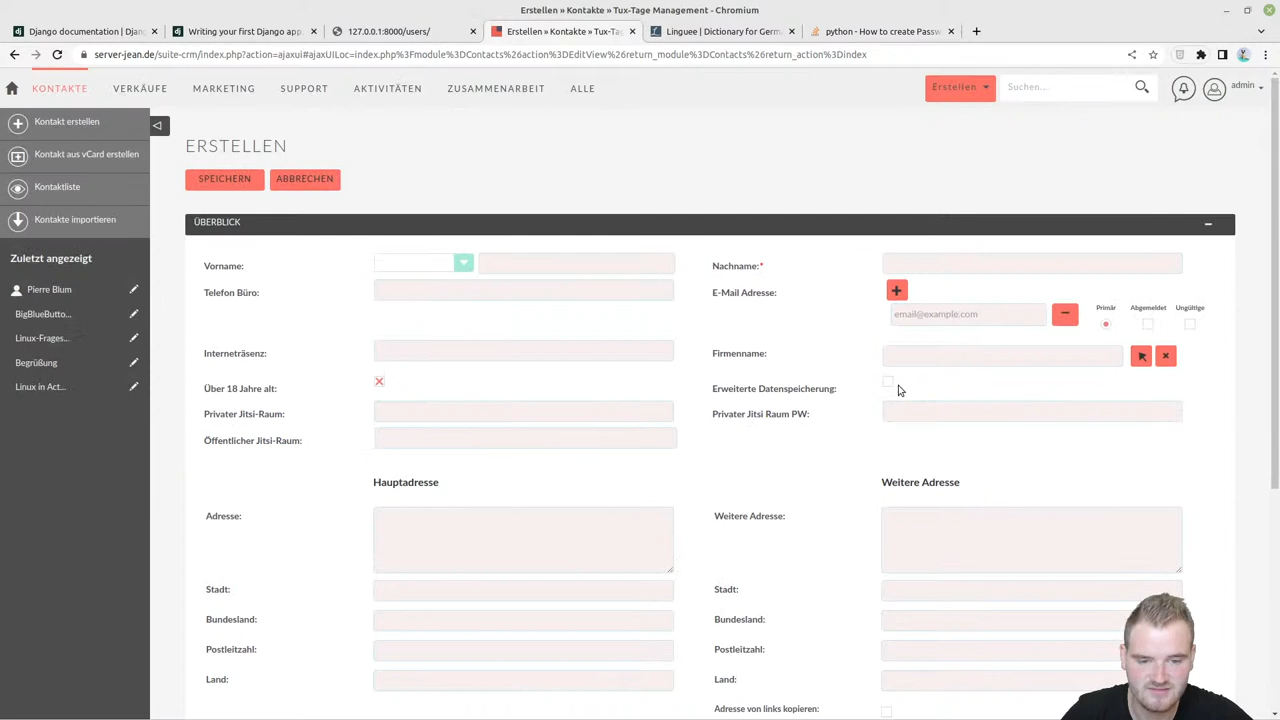 Erstellen » Kontakte » Tux-Tage Management - Chromium
Django documentation | Djan
Writing your first Django app,
127.0.0.1:8000/users/
Erstellen » Kontakte » Tux-Ta
Linguee | Dictionary for Germ
python - How to create Passw
server-jean.de/suite-crm/index.php?action=ajaxui#ajaxUILoc=index.php%3Fmodule%3DContacts%26action%3DEditView%26return_module%3DContacts%26return_action%3Dindex
KONTAKTE VERKÄUFE MARKETING SUPPORT AKTIVITÄTEN ZUSAMMENARBEIT ALLE Erstellen Suchen... admin
Kontakt erstellen
Kontakt aus vCard erstellen
Kontaktliste
Kontakte importieren
Zuletzt angezeigt
Pierre Blum
BigBlueButto...
Linux-Frages...
Begrüßung
Linux in Act...
ERSTELLEN
SPEICHERN ABBRECHEN
ÜBERBLICK
Vorname: Nachname:*
Telefon Büro: E-Mail Adresse:
email@example.com Primär Abgemeldet Ungültige
Interneträsenz: Firmenname:
Über 18 Jahre alt: Erweiterte Datenspeicherung:
Privater Jitsi-Raum: Privater Jitsi Raum PW:
Öffentlicher Jitsi-Raum:
Hauptadresse Weitere Adresse
Adresse: Weitere Adresse:
Stadt: Stadt:
Bundesland: Bundesland:
Postleitzahl: Postleitzahl:
Land: Land:
Adresse von links kopieren: